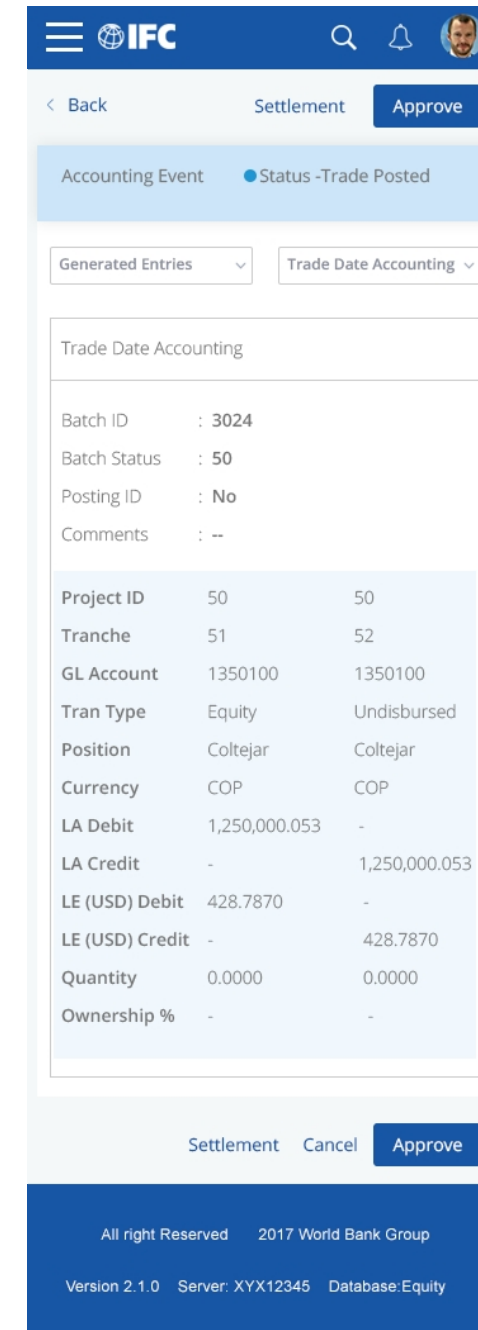 IFC
Back Settlement Approve
Accounting Event Status -Trade Posted
Generated Entries Trade Date Accounting
Trade Date Accounting
Batch ID : 3024
Batch Status : 50
Posting ID : No
Comments : --
Project ID 50 50
Tranche 51 52
GL Account 1350100 1350100
Tran Type Equity Undisbursed
Position Coltejar Coltejar
Currency COP COP
LA Debit 1,250,000.053 -
LA Credit - 1,250,000.053
LE (USD) Debit 428.7870 -
LE (USD) Credit - 428.7870
Quantity 0.0000 0.0000
Ownership % - -
Settlement Cancel Approve
All right Reserved 2017 World Bank Group
Version 2.1.0 Server: XYX12345 Database:Equity